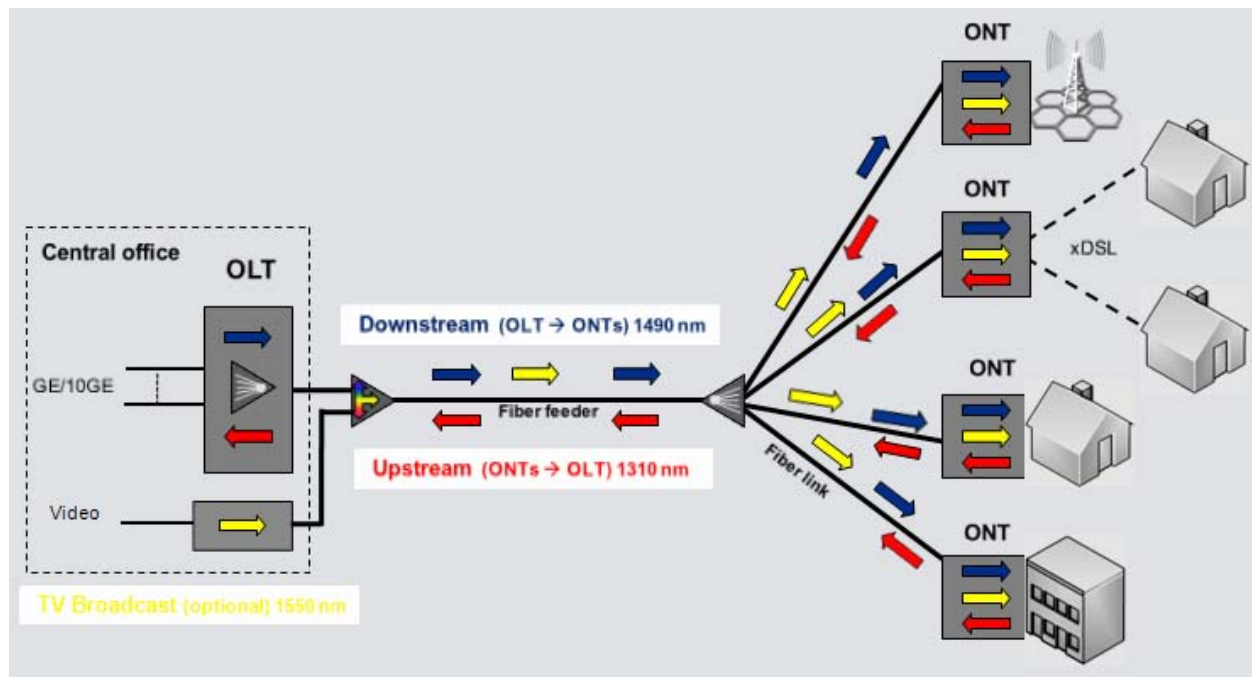 ONT
ONT
xDSL
Central office
OLT
Downstream (OLT → ONTs) 1490 nm
GE/10GE
Fiber feeder
ONT
Upstream (ONTs → OLT) 1310 nm
Fiber link
Video
ONT
TV Broadcast (optional) 1550 nm